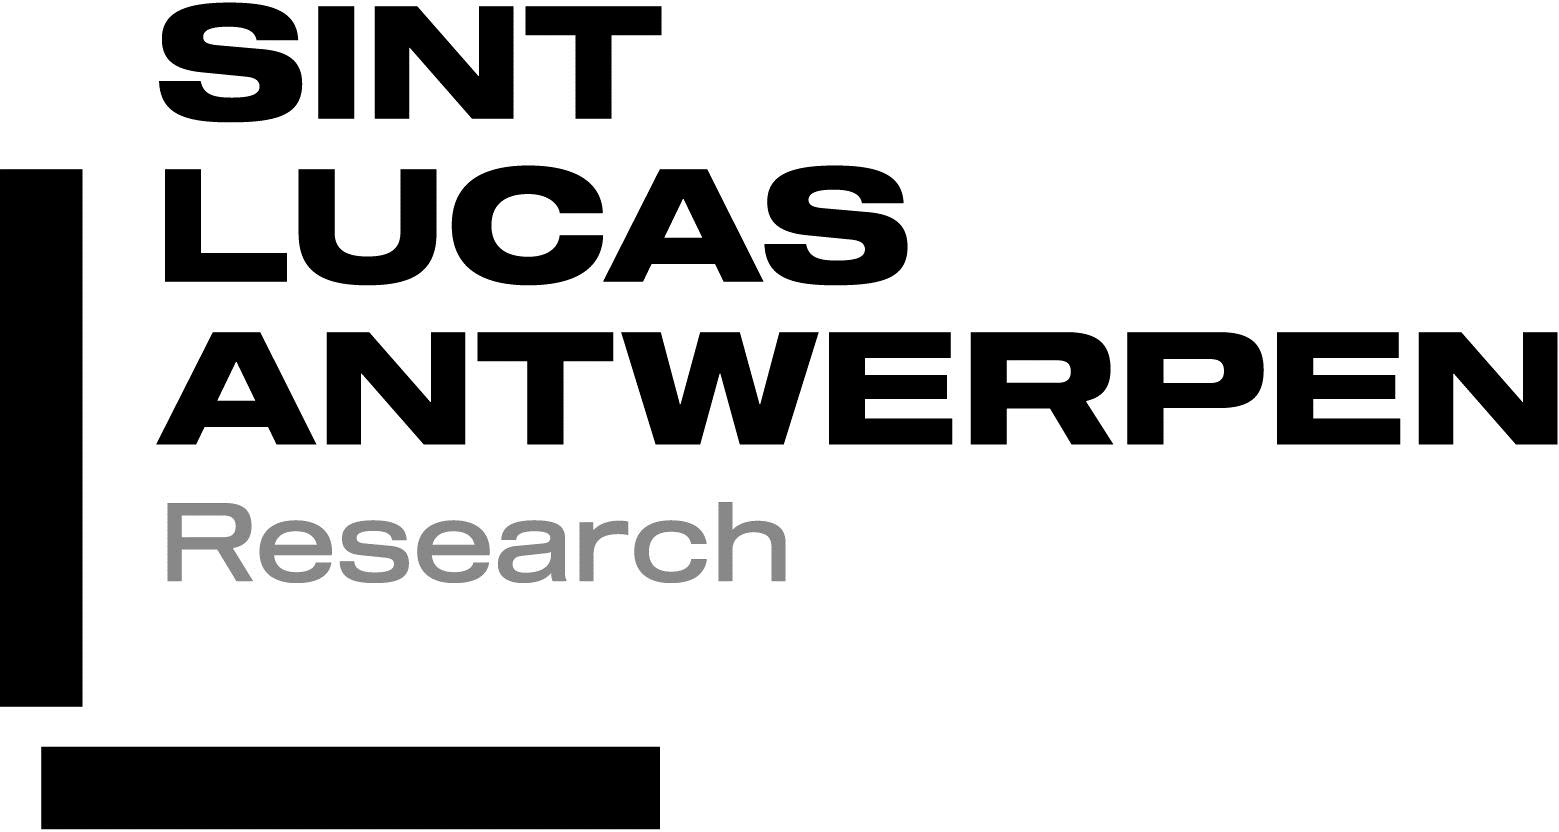 SINT
LUCAS
ANTWERPEN
Research